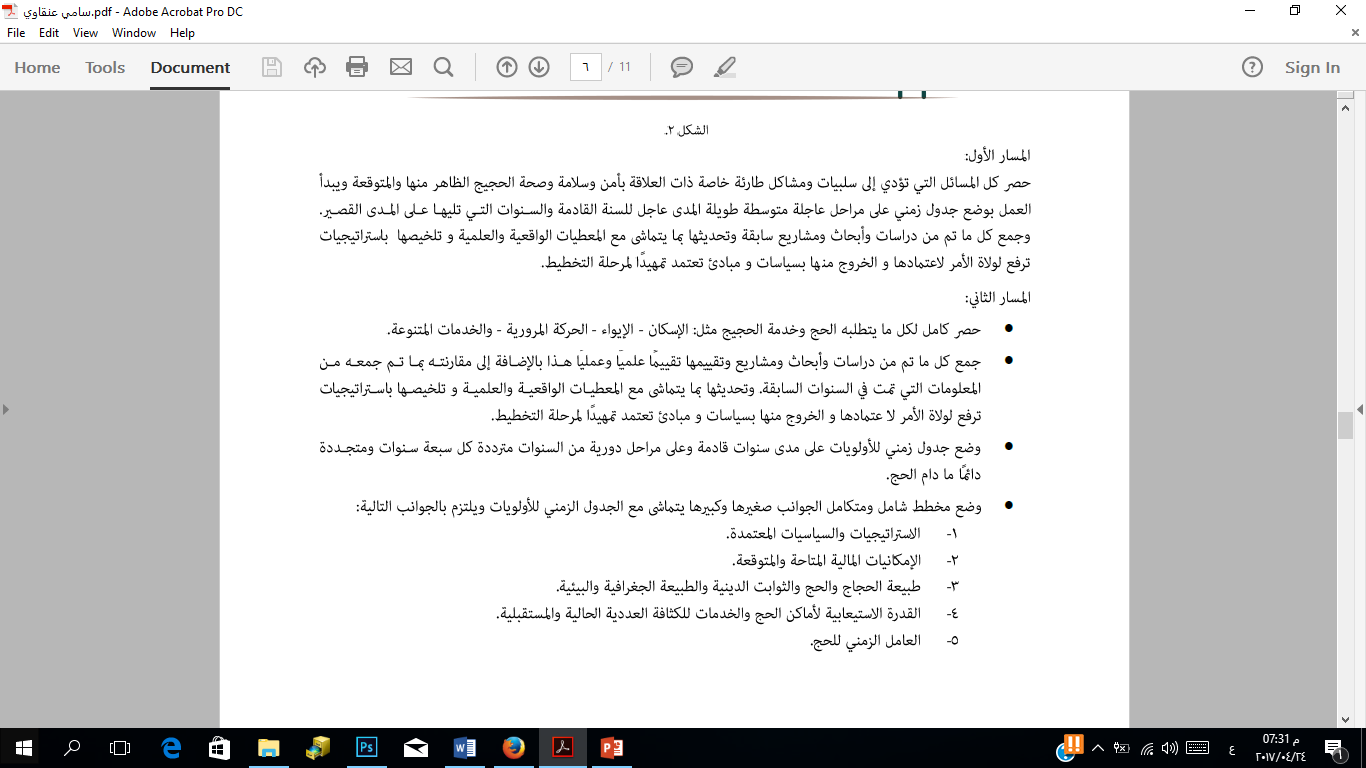 سامي عنقاوي.pdf - Adobe Acrobat Pro DC
File Edit View Window Help
Home Tools Document ٦ / 11 Sign In
الشكل ٢.
المسار الأول:
حصر كل المسائل التي تؤدي إلى سلبيات ومشاكل طارئة خاصة ذات العلاقة بأمن وسلامة وصحة الحجيج الظاهر منها والمتوقعة ويبدأ
العمل بوضع جدول زمني على مراحل عاجلة متوسطة طويلة المدى عاجل للسنة القادمة والسنوات التي تليها على المدى القصير.
وجمع كل ما تم من دراسات وأبحاث ومشاريع سابقة وتحديثها بما يتماشى مع المعطيات الواقعية والعلمية و تلخيصها باستراتيجيات
ترفع لولاة الأمر لاعتمادها و الخروج منها بسياسات و مبادئ تعتمد تمهيدًا لمرحلة التخطيط.
المسار الثاني:
● حصر كامل لكل ما يتطلبه الحج وخدمة الحجيج مثل: الإسكان - الإيواء - الحركة المرورية - والخدمات المتنوعة.
● جمع كل ما تم من دراسات وأبحاث ومشاريع وتقييمها تقييمًا علميًا وعمليًا هذا بالإضافة إلى مقارنته بما تم جمعه من
المعلومات التي تمت في السنوات السابقة. وتحديثها بما يتماشى مع المعطيات الواقعية والعلمية و تلخيصها باستراتيجيات
ترفع لولاة الأمر لا عتمادها و الخروج منها بسياسات و مبادئ تعتمد تمهيدًا لمرحلة التخطيط.
● وضع جدول زمني للأولويات على مدى سنوات قادمة وعلى مراحل دورية من السنوات مترددة كل سبعة سنوات ومتجددة
دائمًا ما دام الحج.
● وضع مخطط شامل ومتكامل الجوانب صغيرها وكبيرها يتماشى مع الجدول الزمني للأولويات ويلتزم بالجوانب التالية:
١- الاستراتيجيات والسياسيات المعتمدة.
٢- الإمكانيات المالية المتاحة والمتوقعة.
٣- طبيعة الحجاج والحج والثوابت الدينية والطبيعة الجغرافية والبيئية.
٤- القدرة الاستيعابية لأماكن الحج والخدمات للكثافة العددية الحالية والمستقبلية.
٥- العامل الزمني للحج.
ع
07:31 م
٢٠١٧/٠٤/٢٤